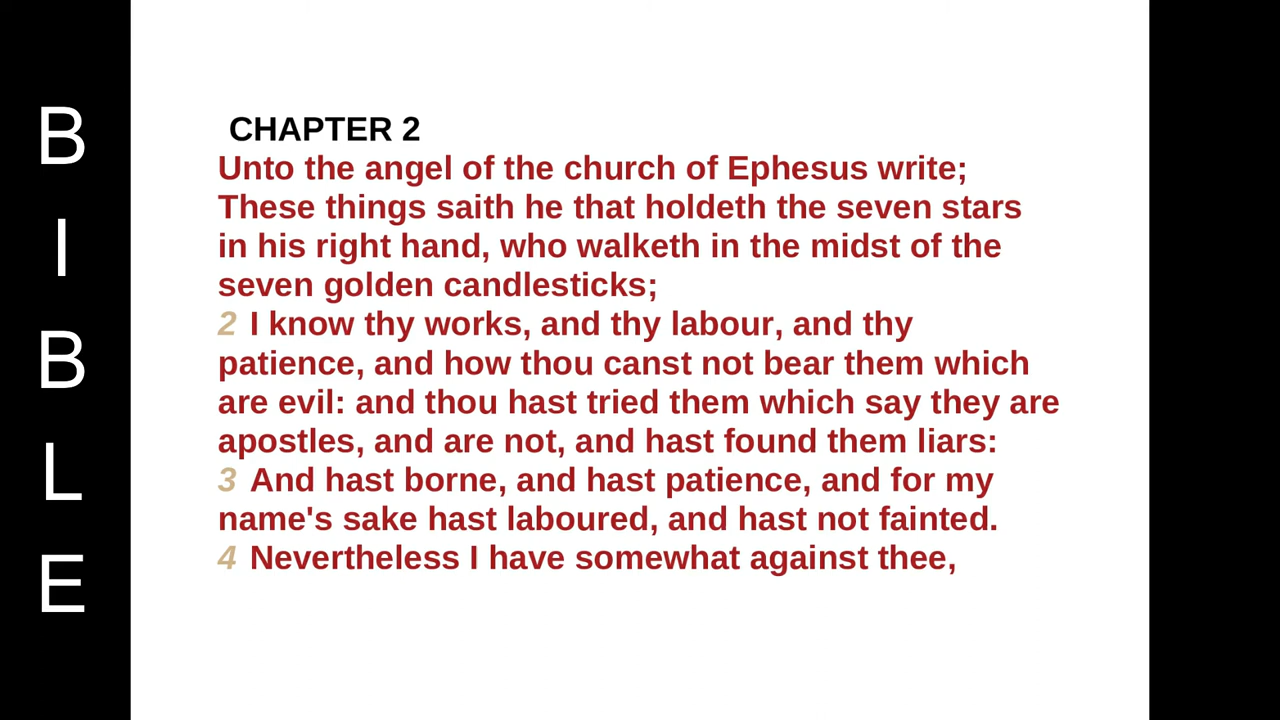 B
I
B
L
E
CHAPTER 2
Unto the angel of the church of Ephesus write;
These things saith he that holdeth the seven stars
in his right hand, who walketh in the midst of the
seven golden candlesticks;
2 I know thy works, and thy labour, and thy
patience, and how thou canst not bear them which
are evil: and thou hast tried them which say they are
apostles, and are not, and hast found them liars:
3 And hast borne, and hast patience, and for my
name's sake hast laboured, and hast not fainted.
4 Nevertheless I have somewhat against thee,